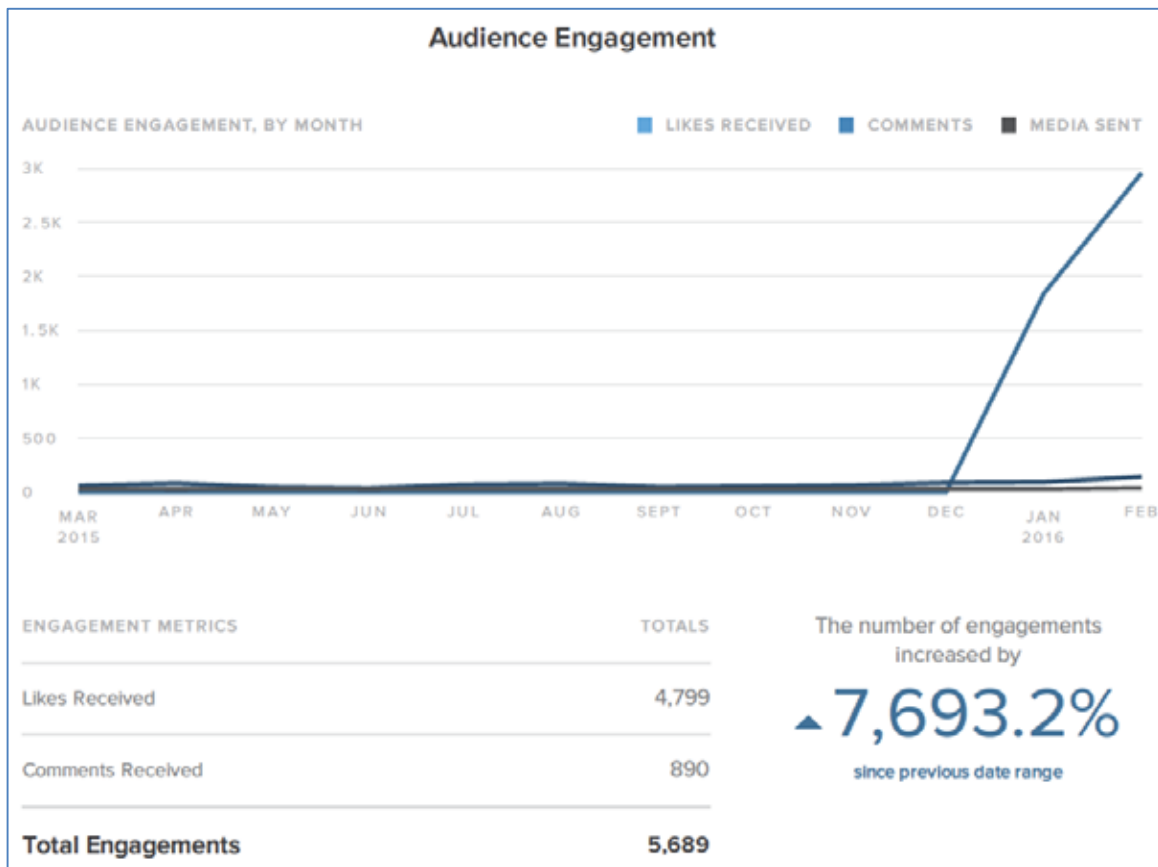 Audience Engagement
AUDIENCE ENGAGEMENT, BY MONTH
LIKES RECEIVED COMMENTS MEDIA SENT
3K
2.5K
2K
1.5K
1K
500
0
MAR 2015 APR MAY JUN JUL AUG SEPT OCT NOV DEC JAN 2016 FEB
ENGAGEMENT METRICS TOTALS
Likes Received 4,799
Comments Received 890
Total Engagements 5,689
The number of engagements
increased by
7,693.2%
since previous date range